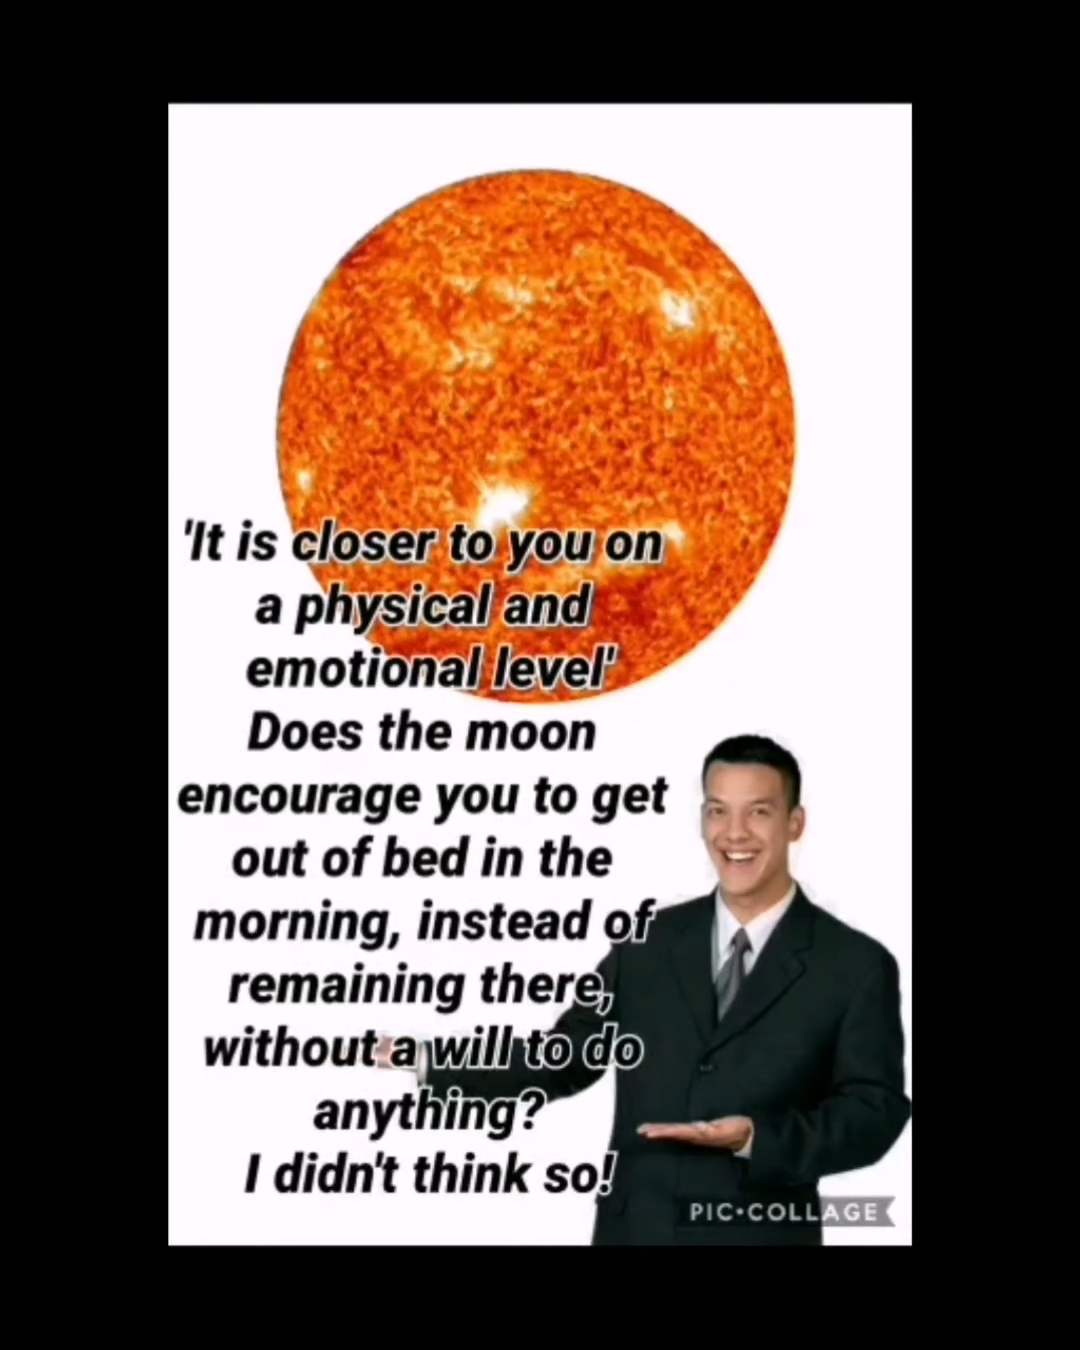 'It is closer to you on
a physical and
emotional level'
Does the moon
encourage you to get
out of bed in the
morning, instead of
remaining there,
without a will to do
anything?
I didn't think so!
PIC•COLLAGE